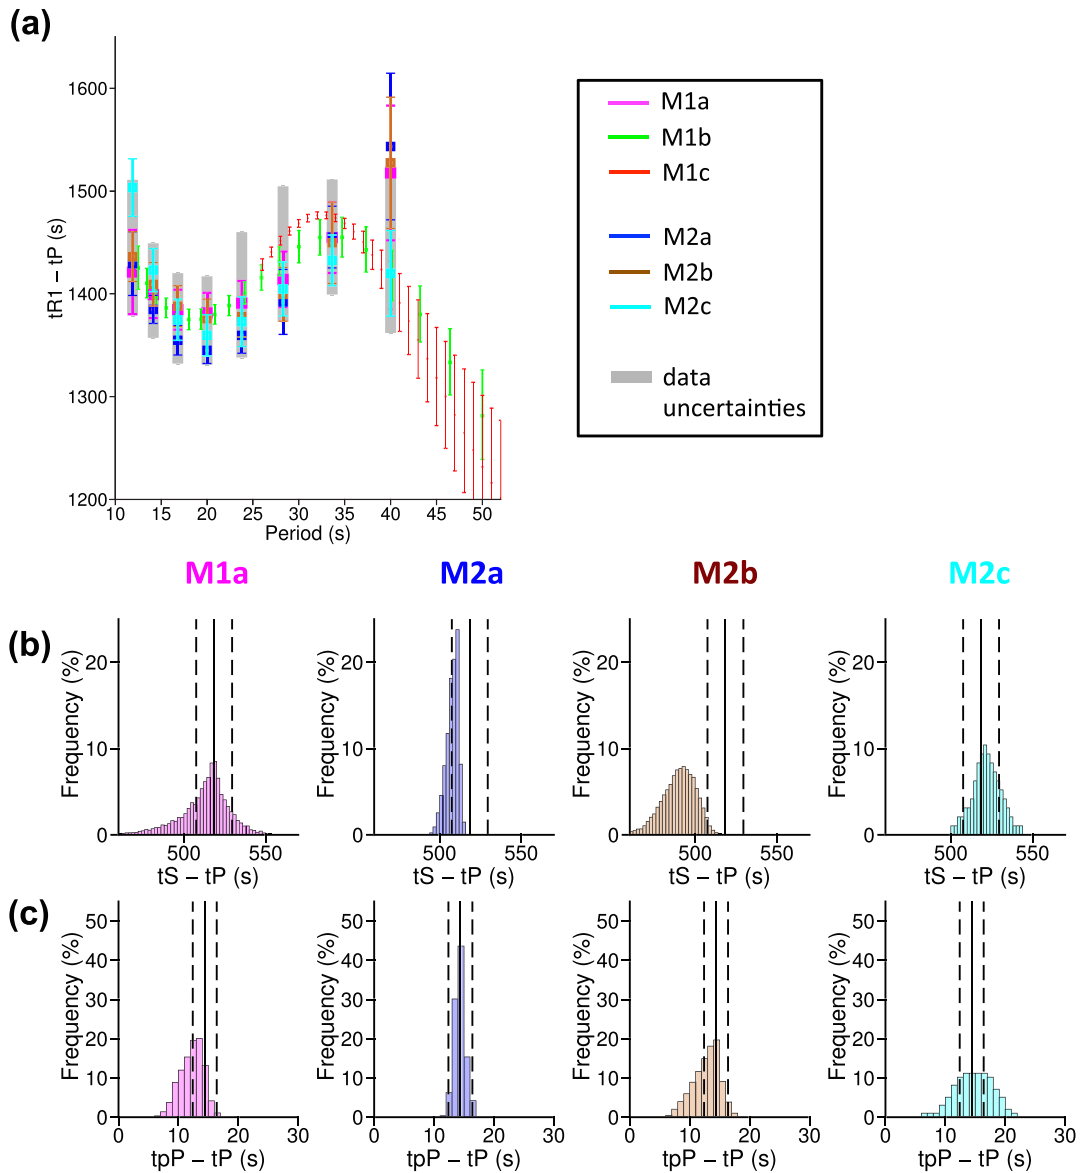 (a)
1600
1500
1400
1300
1200
tR1 − tP (s)
10 15 20 25 30 35 40 45 50
Period (s)
M1a
M1b
M1c
M2a
M2b
M2c
data
uncertainties
M1a M2a M2b M2c
(b)
Frequency (%) Frequency (%) Frequency (%) Frequency (%)
20 20 20 20
10 10 10 10
0 0 0 0
500 550 500 550 500 550 500 550
tS − tP (s) tS − tP (s) tS − tP (s) tS − tP (s)
(c)
Frequency (%) Frequency (%) Frequency (%) Frequency (%)
50 50 50 50
40 40 40 40
30 30 30 30
20 20 20 20
10 10 10 10
0 0 0 0
0 10 20 30 0 10 20 30 0 10 20 30 0 10 20 30
tpP − tP (s) tpP − tP (s) tpP − tP (s) tpP − tP (s)